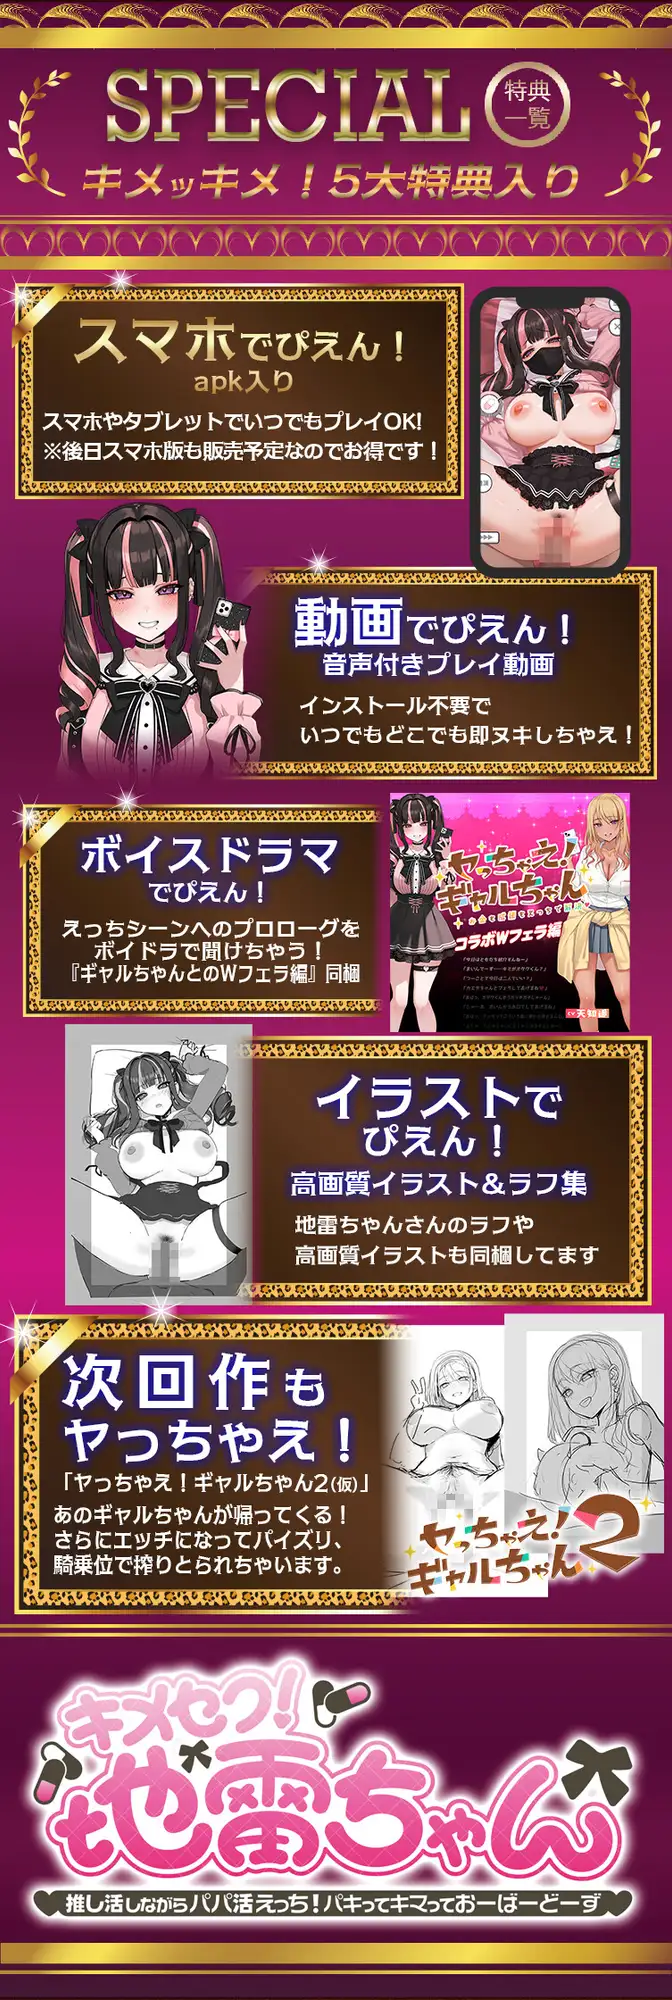 SPECIAL
特典
一覧
キメッキメ！5大特典入り
スマホでぴえん！
apk入り
スマホやタブレットでいつでもプレイOK!
※後日スマホ版も販売予定なのでお得です！
動画でぴえん！
音声付きプレイ動画
インストール不要で
いつでもどこでも即ヌキしちゃえ！
ボイスドラマ
でぴえん！
えっちシーンへのプロローグを
ボイドラで聞けちゃう！
『ギャルちゃんとのWフェラ編』同梱
ヤっちゃえ!
ギャルちゃん
コラボWフェラ編
CV 天知遥
イラストで
ぴえん！
高画質イラスト＆ラフ集
地雷ちゃんさんのラフや
高画質イラストも同梱してます
次回作も
ヤっちゃえ！
「ヤっちゃえ！ギャルちゃん2(仮)」
あのギャルちゃんが帰ってくる！
さらにエッチになってパイズリ、
騎乗位で搾りとられちゃいます。
ヤっちゃえ!
ギャルちゃん2
キメセク!
地雷ちゃん
推し活しながらパパ活えっち！パキってキマっておーばーどーず